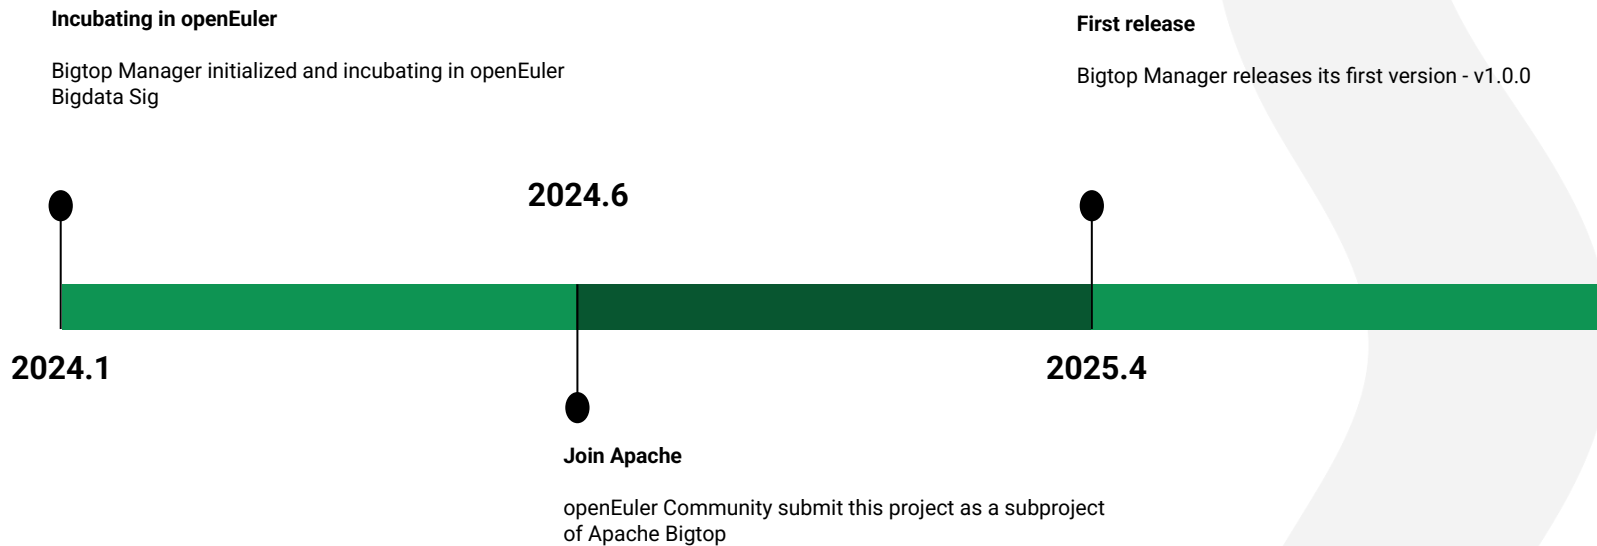 Incubating in openEuler
Bigtop Manager initialized and incubating in openEuler
Bigdata Sig
First release
Bigtop Manager releases its first version - v1.0.0
2024.6
2024.1
2025.4
Join Apache
openEuler Community submit this project as a subproject
of Apache Bigtop